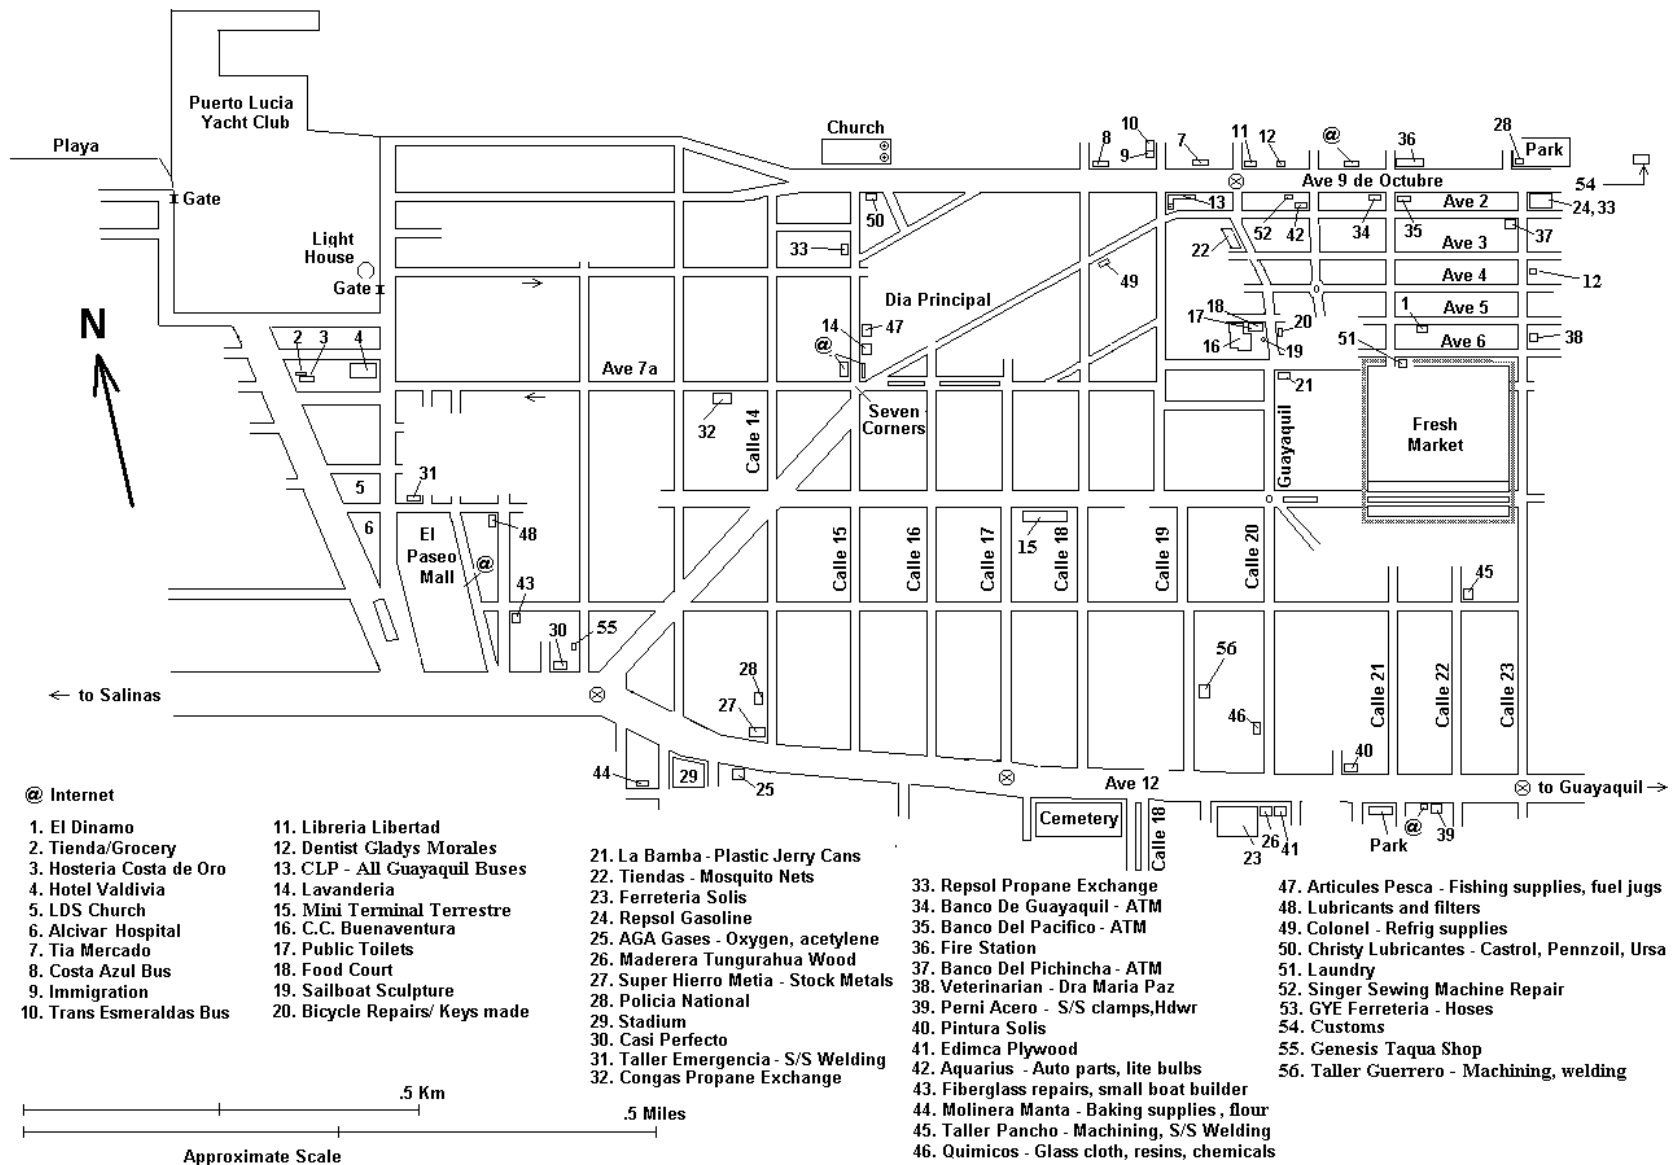 Puerto Lucia
Yacht Club
Playa
Gate
Light
House
Gate
N
Church
10
8
9
7
11
12
@
36
28
Park
Ave 9 de Octubre
54
50
13
52
42
34
35
Ave 2
24, 33
33
22
Ave 3
37
49
Ave 4
12
Dia Principal
47
14
@
18
17
16
20
19
1
Ave 5
51
Ave 6
38
2
3
4
Ave 7a
32
Calle 14
Seven
Corners
21
Guayaquil
Fresh
Market
31
5
6
El
Paseo
Mall
@
48
43
15
Calle 15
Calle 16
Calle 17
Calle 18
Calle 19
Calle 20
45
30
55
56
28
27
46
Calle 21
Calle 22
Calle 23
← to Salinas
44
29
25
40
Ave 12
to Guayaquil →
Cemetery
Calle 18
23
26
41
Park
@
39
@ Internet
1. El Dinamo
2. Tienda/Grocery
3. Hosteria Costa de Oro
4. Hotel Valdivia
5. LDS Church
6. Alcivar Hospital
7. Tia Mercado
8. Costa Azul Bus
9. Immigration
10. Trans Esmeraldas Bus
11. Libreria Libertad
12. Dentist Gladys Morales
13. CLP - All Guayaquil Buses
14. Lavanderia
15. Mini Terminal Terrestre
16. C.C. Buenaventura
17. Public Toilets
18. Food Court
19. Sailboat Sculpture
20. Bicycle Repairs/ Keys made
21. La Bamba - Plastic Jerry Cans
22. Tiendas - Mosquito Nets
23. Ferreteria Solis
24. Repsol Gasoline
25. AGA Gases - Oxygen, acetylene
26. Maderera Tungurahua Wood
27. Super Hierro Metia - Stock Metals
28. Policia National
29. Stadium
30. Casi Perfecto
31. Taller Emergencia - S/S Welding
32. Congas Propane Exchange
33. Repsol Propane Exchange
34. Banco De Guayaquil - ATM
35. Banco Del Pacifico - ATM
36. Fire Station
37. Banco Del Pichincha - ATM
38. Veterinarian - Dra Maria Paz
39. Perni Acero - S/S clamps,Hdwr
40. Pintura Solis
41. Edimca Plywood
42. Aquarius - Auto parts, lite bulbs
43. Fiberglass repairs, small boat builder
44. Molinera Manta - Baking supplies , flour
45. Taller Pancho - Machining, S/S Welding
46. Quimicos - Glass cloth, resins, chemicals
47. Articules Pesca - Fishing supplies, fuel jugs
48. Lubricants and filters
49. Colonel - Refrig supplies
50. Christy Lubricantes - Castrol, Pennzoil, Ursa
51. Laundry
52. Singer Sewing Machine Repair
53. GYE Ferreteria - Hoses
54. Customs
55. Genesis Taqua Shop
56. Taller Guerrero - Machining, welding
.5 Km
.5 Miles
Approximate Scale